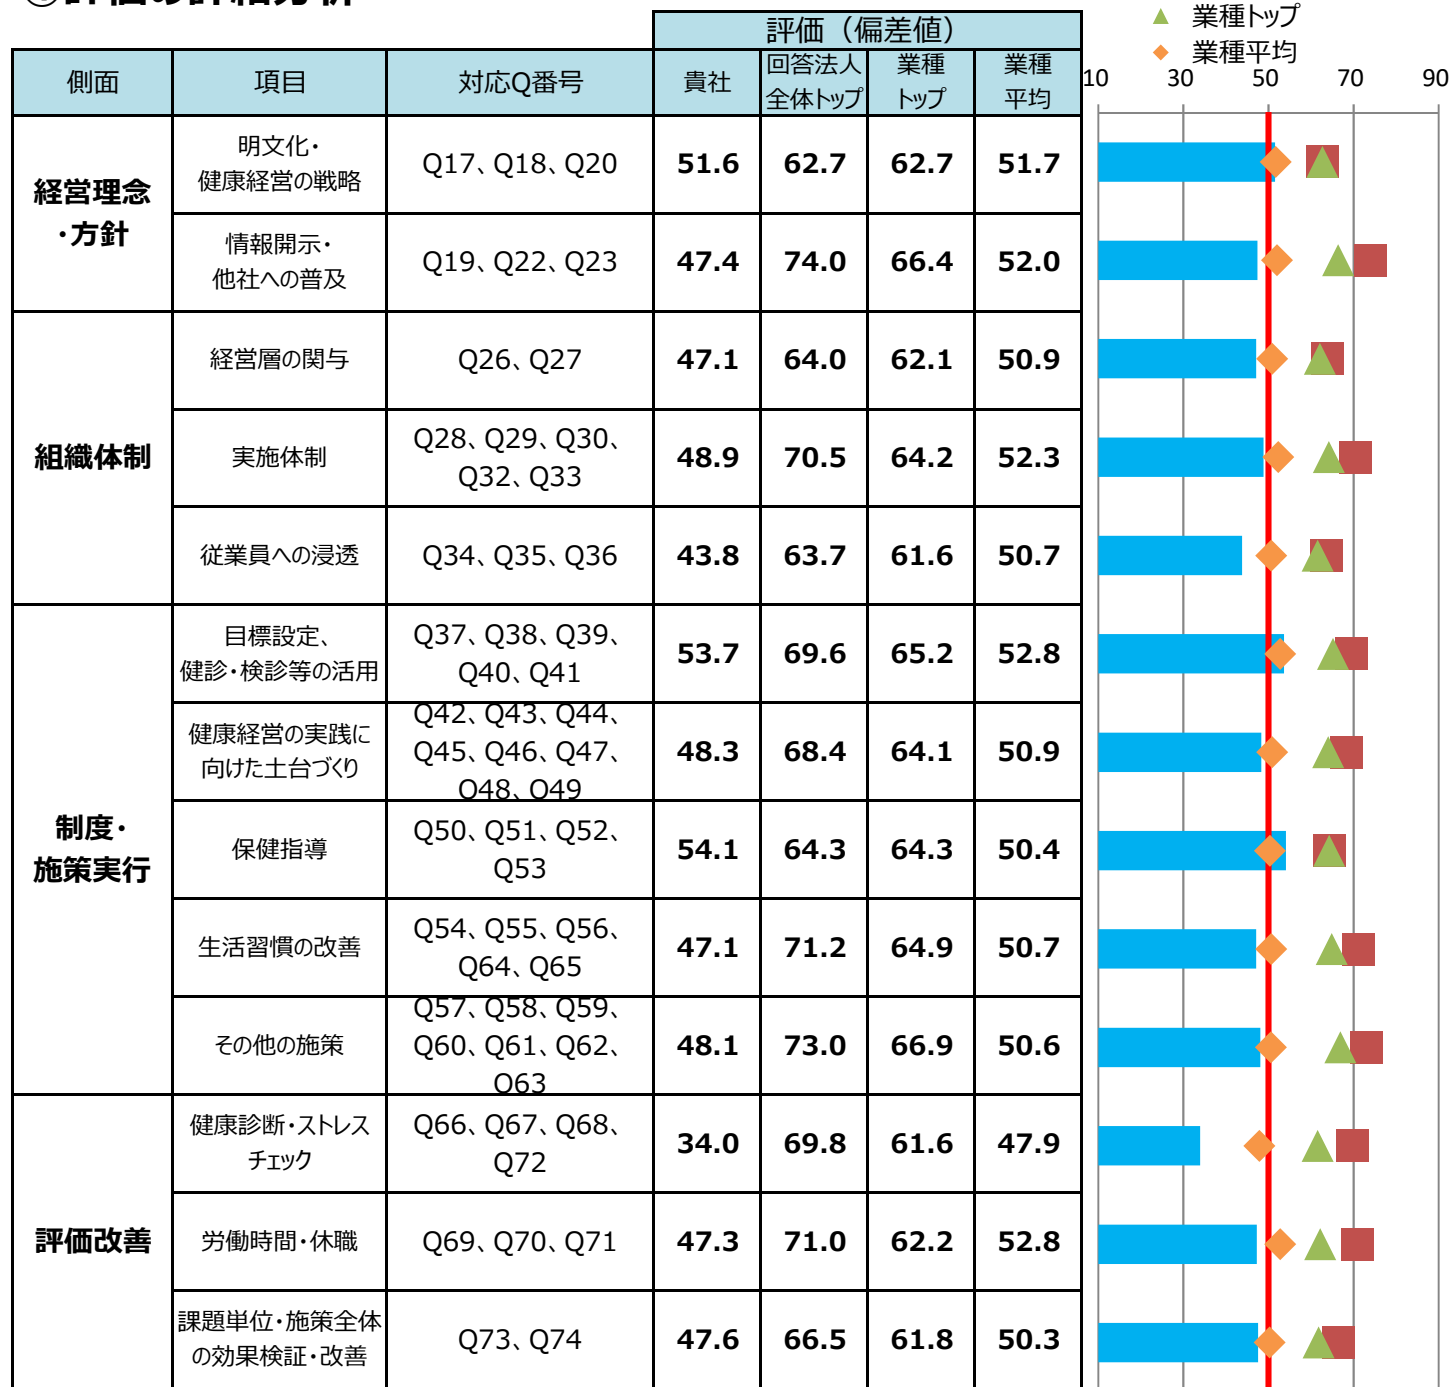 ①評価の詳細分析
▲ 業種トップ
◆ 業種平均
評価（偏差値）
側面 項目 対応Q番号 貴社 回答法人 業種 業種
全体トップ トップ 平均
10 30 50 70 90
経営理念
・方針
明文化・
健康経営の戦略
Q17、Q18、Q20 51.6 62.7 62.7 51.7
情報開示・
他社への普及
Q19、Q22、Q23 47.4 74.0 66.4 52.0
組織体制
経営層の関与 Q26、Q27 47.1 64.0 62.1 50.9
実施体制
Q28、Q29、Q30、
Q32、Q33
48.9 70.5 64.2 52.3
従業員への浸透 Q34、Q35、Q36 43.8 63.7 61.6 50.7
制度・
施策実行
目標設定、
健診・検診等の活用
Q37、Q38、Q39、
Q40、Q41
53.7 69.6 65.2 52.8
健康経営の実践に
向けた土台づくり
Q42、Q43、Q44、
Q45、Q46、Q47、
Q48、Q49
48.3 68.4 64.1 50.9
保健指導
Q50、Q51、Q52、
Q53
54.1 64.3 64.3 50.4
生活習慣の改善
Q54、Q55、Q56、
Q64、Q65
47.1 71.2 64.9 50.7
その他の施策
Q57、Q58、Q59、
Q60、Q61、Q62、
Q63
48.1 73.0 66.9 50.6
評価改善
健康診断・ストレス
チェック
Q66、Q67、Q68、
Q72
34.0 69.8 61.6 47.9
労働時間・休職 Q69、Q70、Q71 47.3 71.0 62.2 52.8
課題単位・施策全体
の効果検証・改善
Q73、Q74 47.6 66.5 61.8 50.3